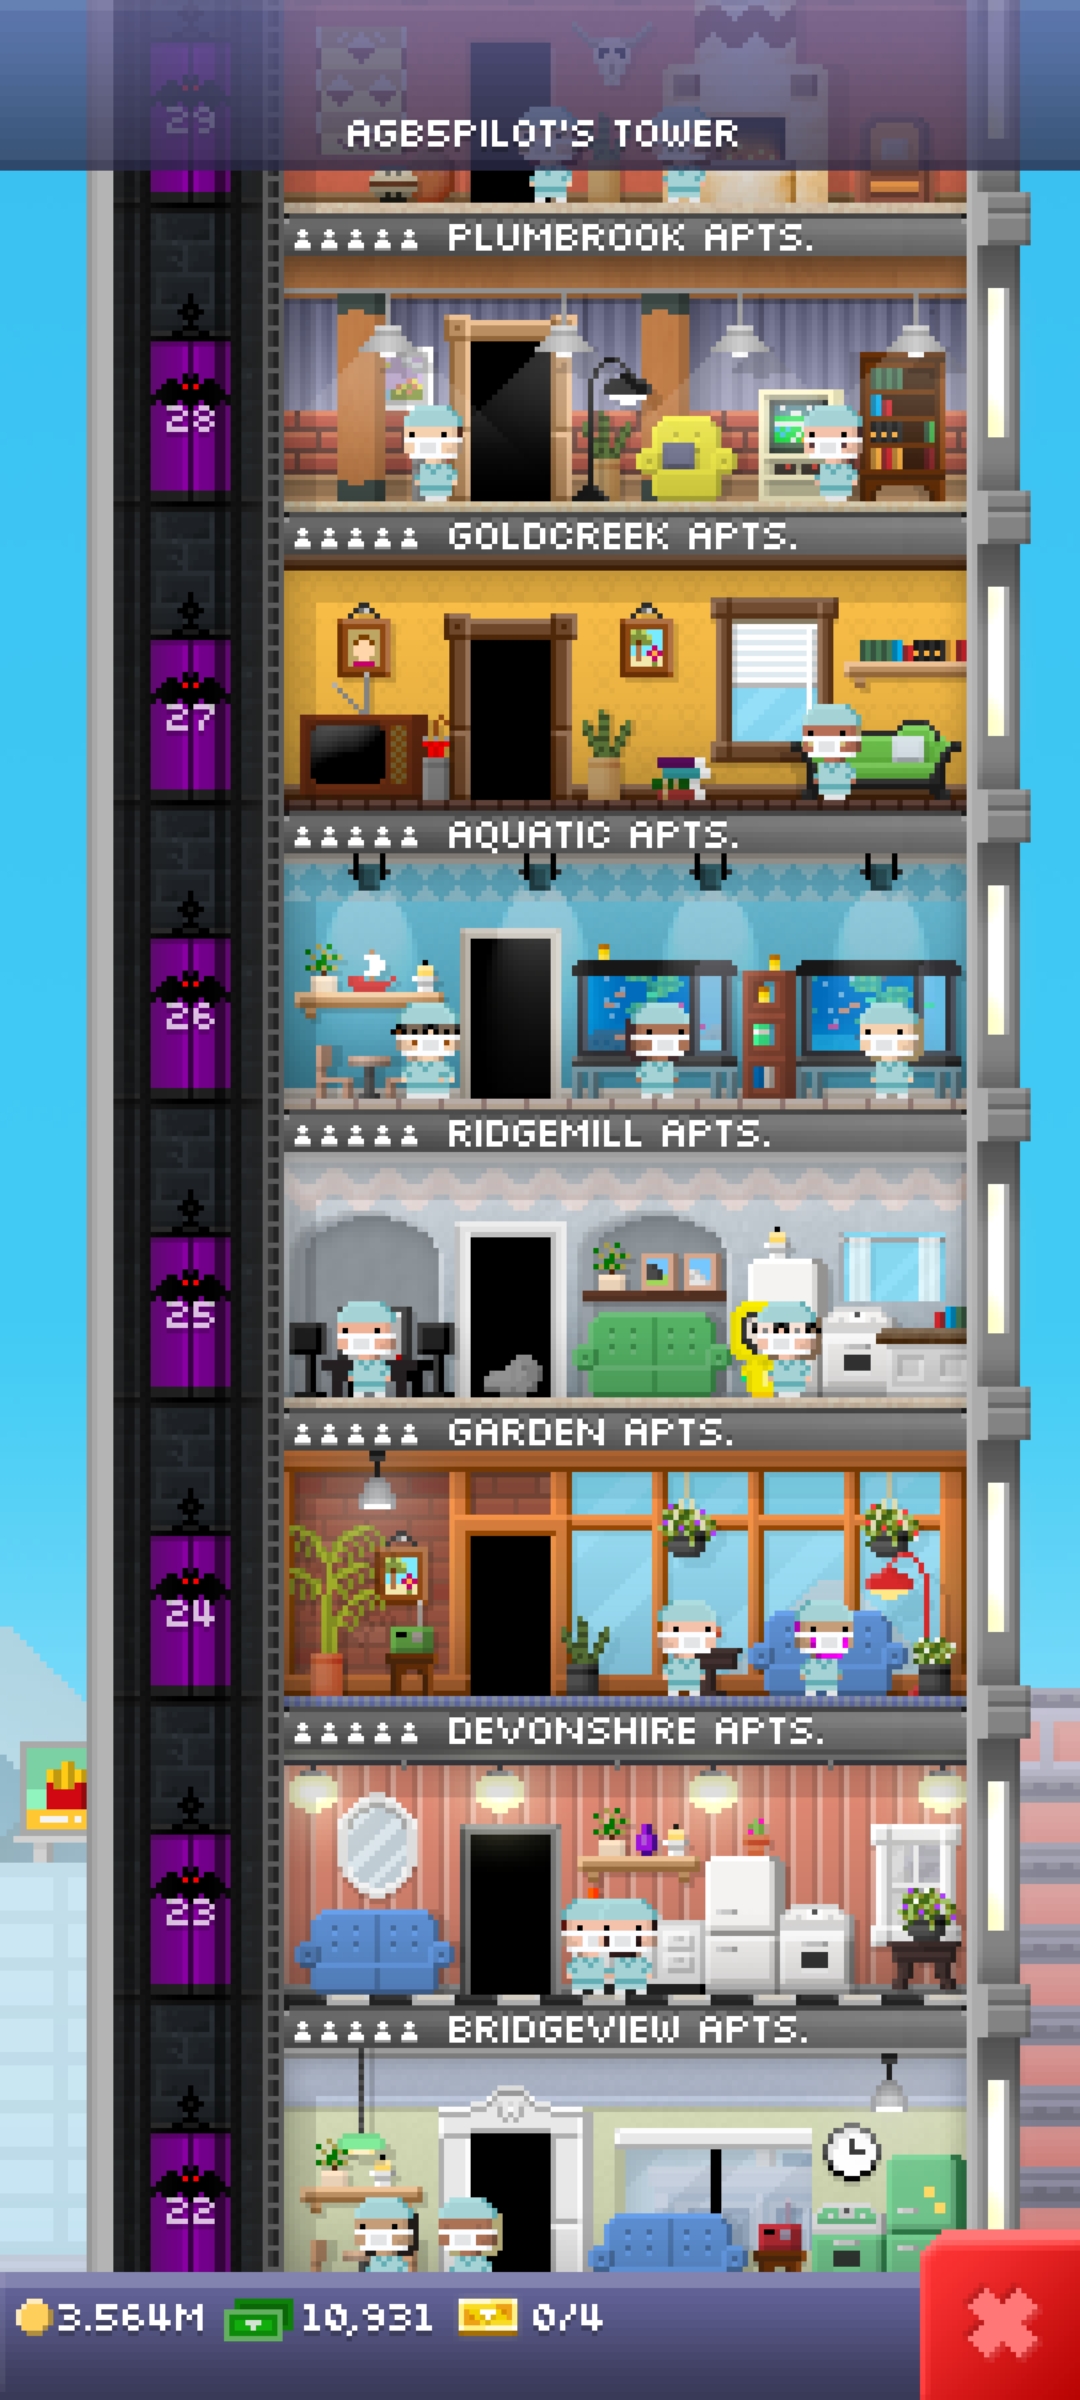 AGB5PILOT'S TOWER
29
PLUMBROOK APTS.
28
GOLDCREEK APTS.
27
AQUATIC APTS.
26
RIDGEMILL APTS.
25
GARDEN APTS.
24
DEVONSHIRE APTS.
23
BRIDGEVIEW APTS.
22
3.564M 10,931 0/4